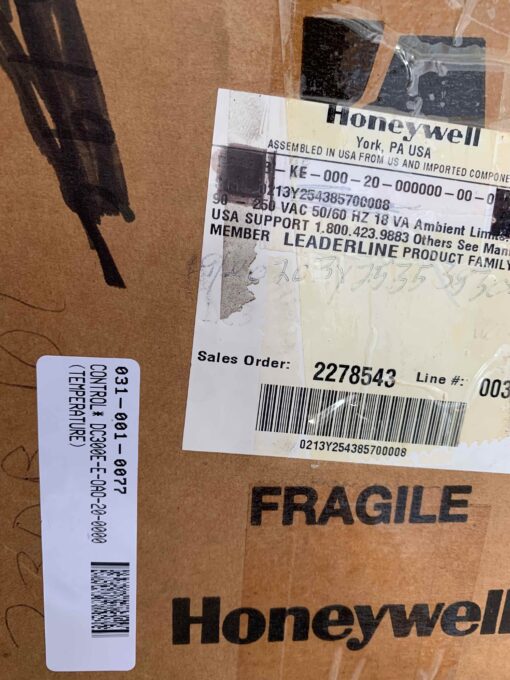 Honeywell
York, PA USA
ASSEMBLED IN USA FROM US AND IMPORTED COMPONE
KE-000-20-000000-00-0
0213Y254385700008
90 250 VAC 50/60 HZ 18 VA Ambient Limits
USA SUPPORT 1.800.423.9883 Others See Man
MEMBER LEADERLINE PRODUCT FAMILY
Sales Order: 2278543 Line #: 003
0213Y254385700008
031-001-0077
CONTROL* DC300E-E-0A0-20-0000
(TEMPERATURE)
FRAGILE
Honeywell